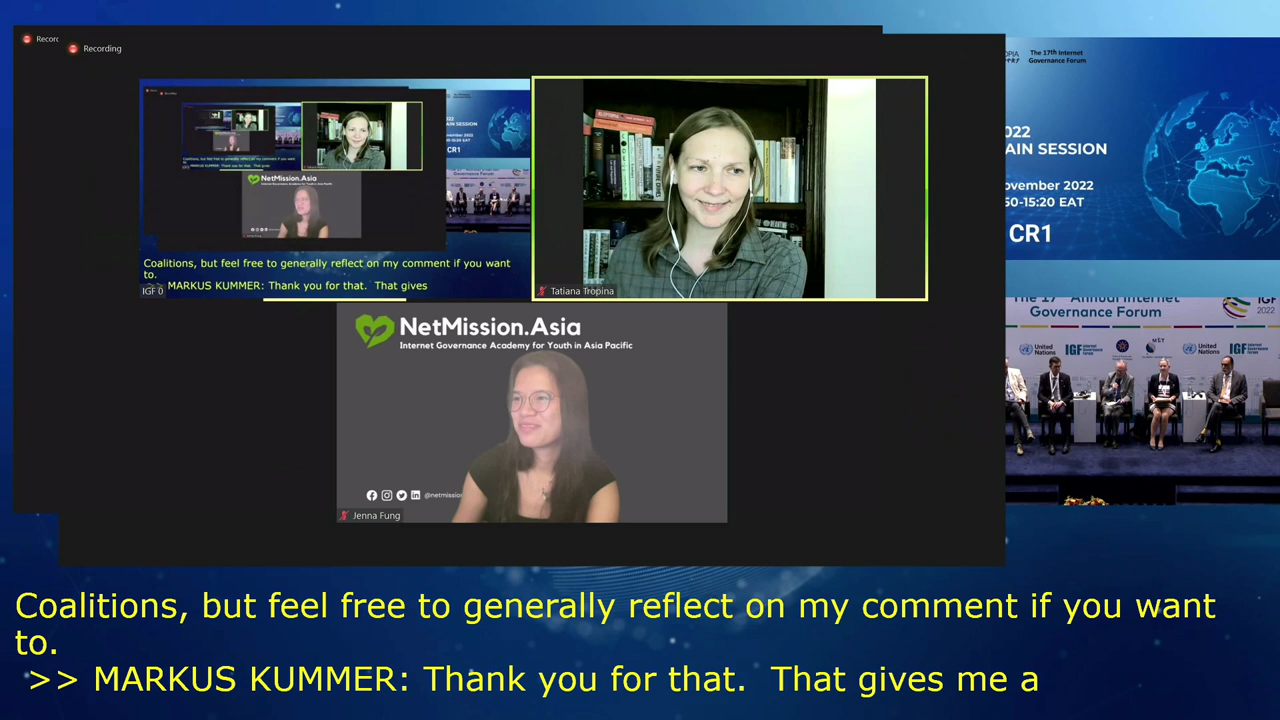 Recording
The 17th Internet
Governance Forum
AIN SESSION
ovember 2022
50-15:20 EAT
CR1
Coalitions, but feel free to generally reflect on my comment if you want
to.
MARKUS KUMMER: Thank you for that. That gives
IGF 0
Tatiana Tropina
NetMission.Asia
Internet Governance Academy for Youth in Asia Pacific
Jenna Fung
The 17th Annual Internet
Governance Forum
United
Nations
IGF
IGF
2022
Coalitions, but feel free to generally reflect on my comment if you want
to.
>> MARKUS KUMMER: Thank you for that. That gives me a